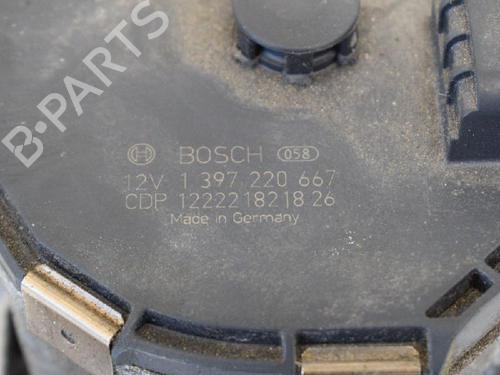 B-PARTS
BOSCH 058
12V 1 397 220 667
CDP 1222218218 26
Made in Germany